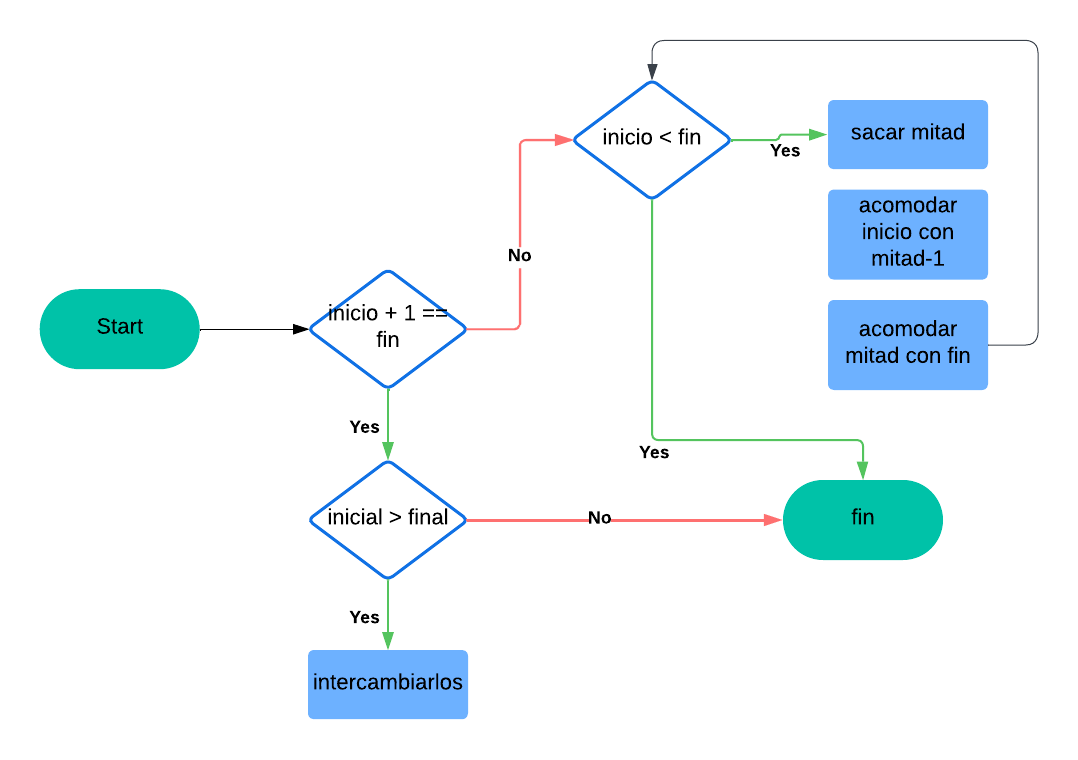 inicio < fin
Yes
sacar mitad
acomodar
inicio con
mitad-1
No
Start
inicio + 1 ==
fin
acomodar
mitad con fin
Yes
Yes
inicial > final
No
fin
Yes
intercambiarlos